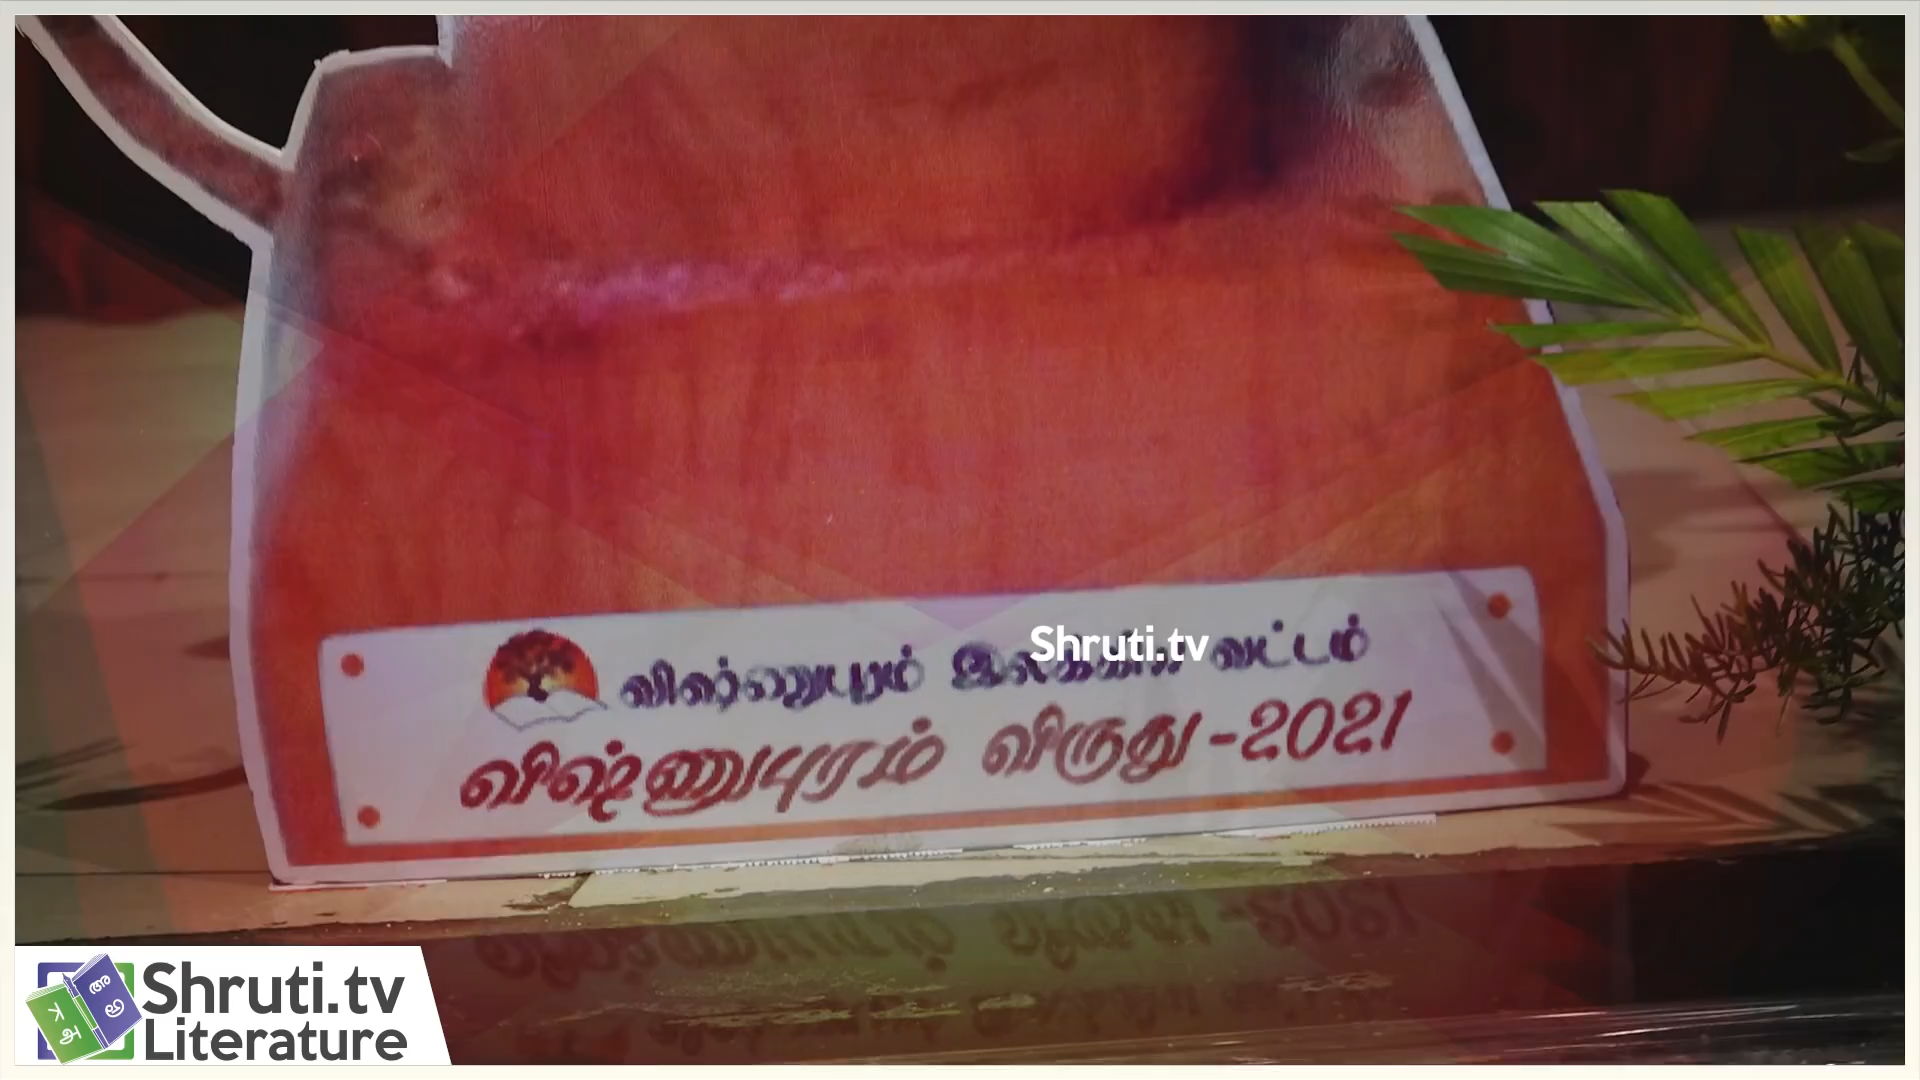 Shruti.tv
விஷ்ணுபுரம் இலக்கிய வட்டம்
விஷ்ணுபுரம் விருது-2021
Shruti.tv
Literature